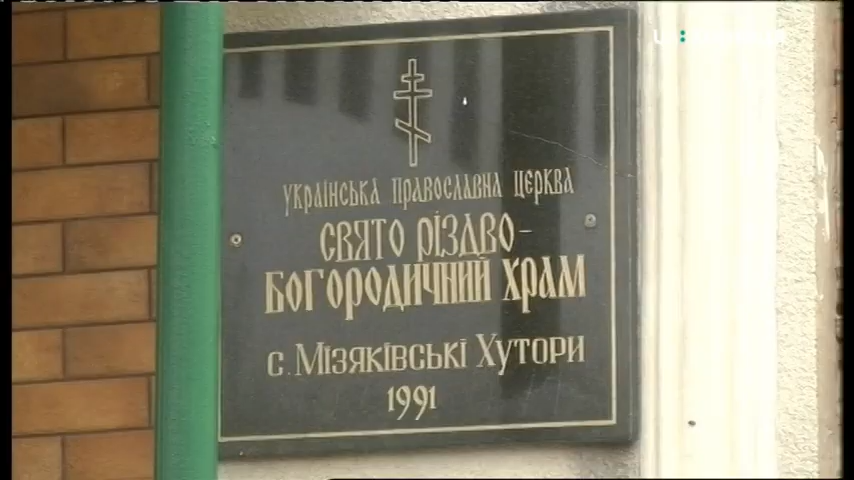 УКРАЇНСЬКА ПРАВОСЛАВНА ЦЕРКВА
СВЯТО РІЗДВО-
БОГОРОДИЧНИЙ ХРАМ
с. Мізяківські Хутори
1991